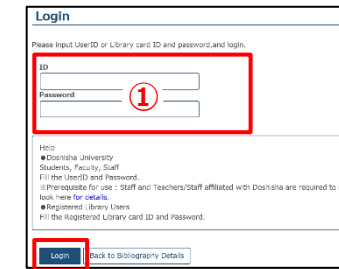 Login
Please input UserID or Library card ID and password,and login.
ID
Password
①
Help
●Doshisha University
Students, Faculty, Staff
Fill the UserID and Password.
※Prerequisite for use : Staff and Teachers/Staff affiliated with Doshisha are required to
look here for details.
●Registered Library Users
Fill the Registered Library card ID and Password.
Login
Back to Bibliography Details